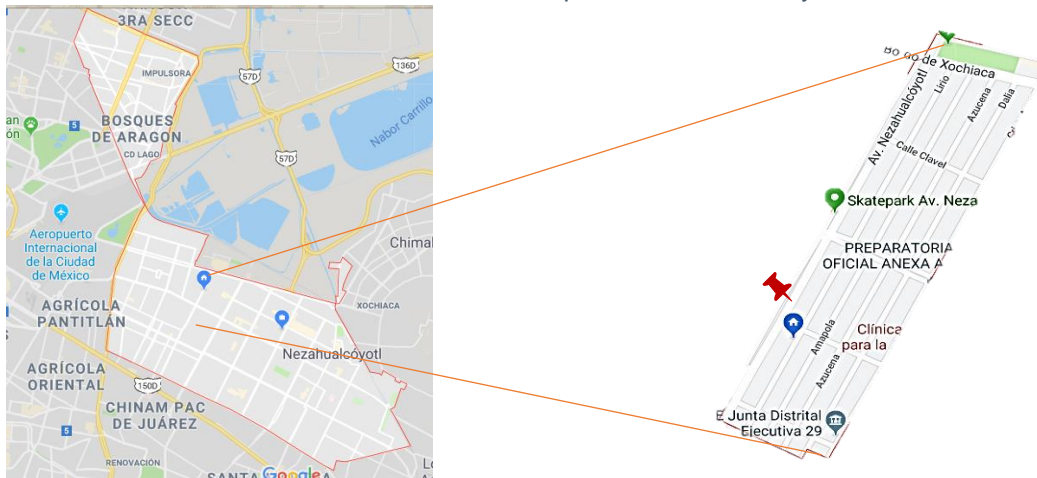 3RA SECC
IMPULSORA
136D
57D
BOSQUES
DE ARAGON
CD LAGO
5
Nabor Carrillo
57D
Aeropuerto
Internacional
de la Ciudad
de México
Chimal
XOCHIACA
AGRÍCOLA
PANTITLÁN
Nezahualcóyotl
AGRÍCOLA
ORIENTAL
150D
CHINAM PAC
DE JUÁREZ
5
RENOVACIÓN
Google
de Xochiaca
Av. Nezahualcóyotl
Lirio
Azucena
Dalia
Calle Clavel
Skatepark Av. Neza
PREPARATORIA
OFICIAL ANEXA A
Amapola
Clínica
para la
Azucena
Junta Distrital
Ejecutiva 29